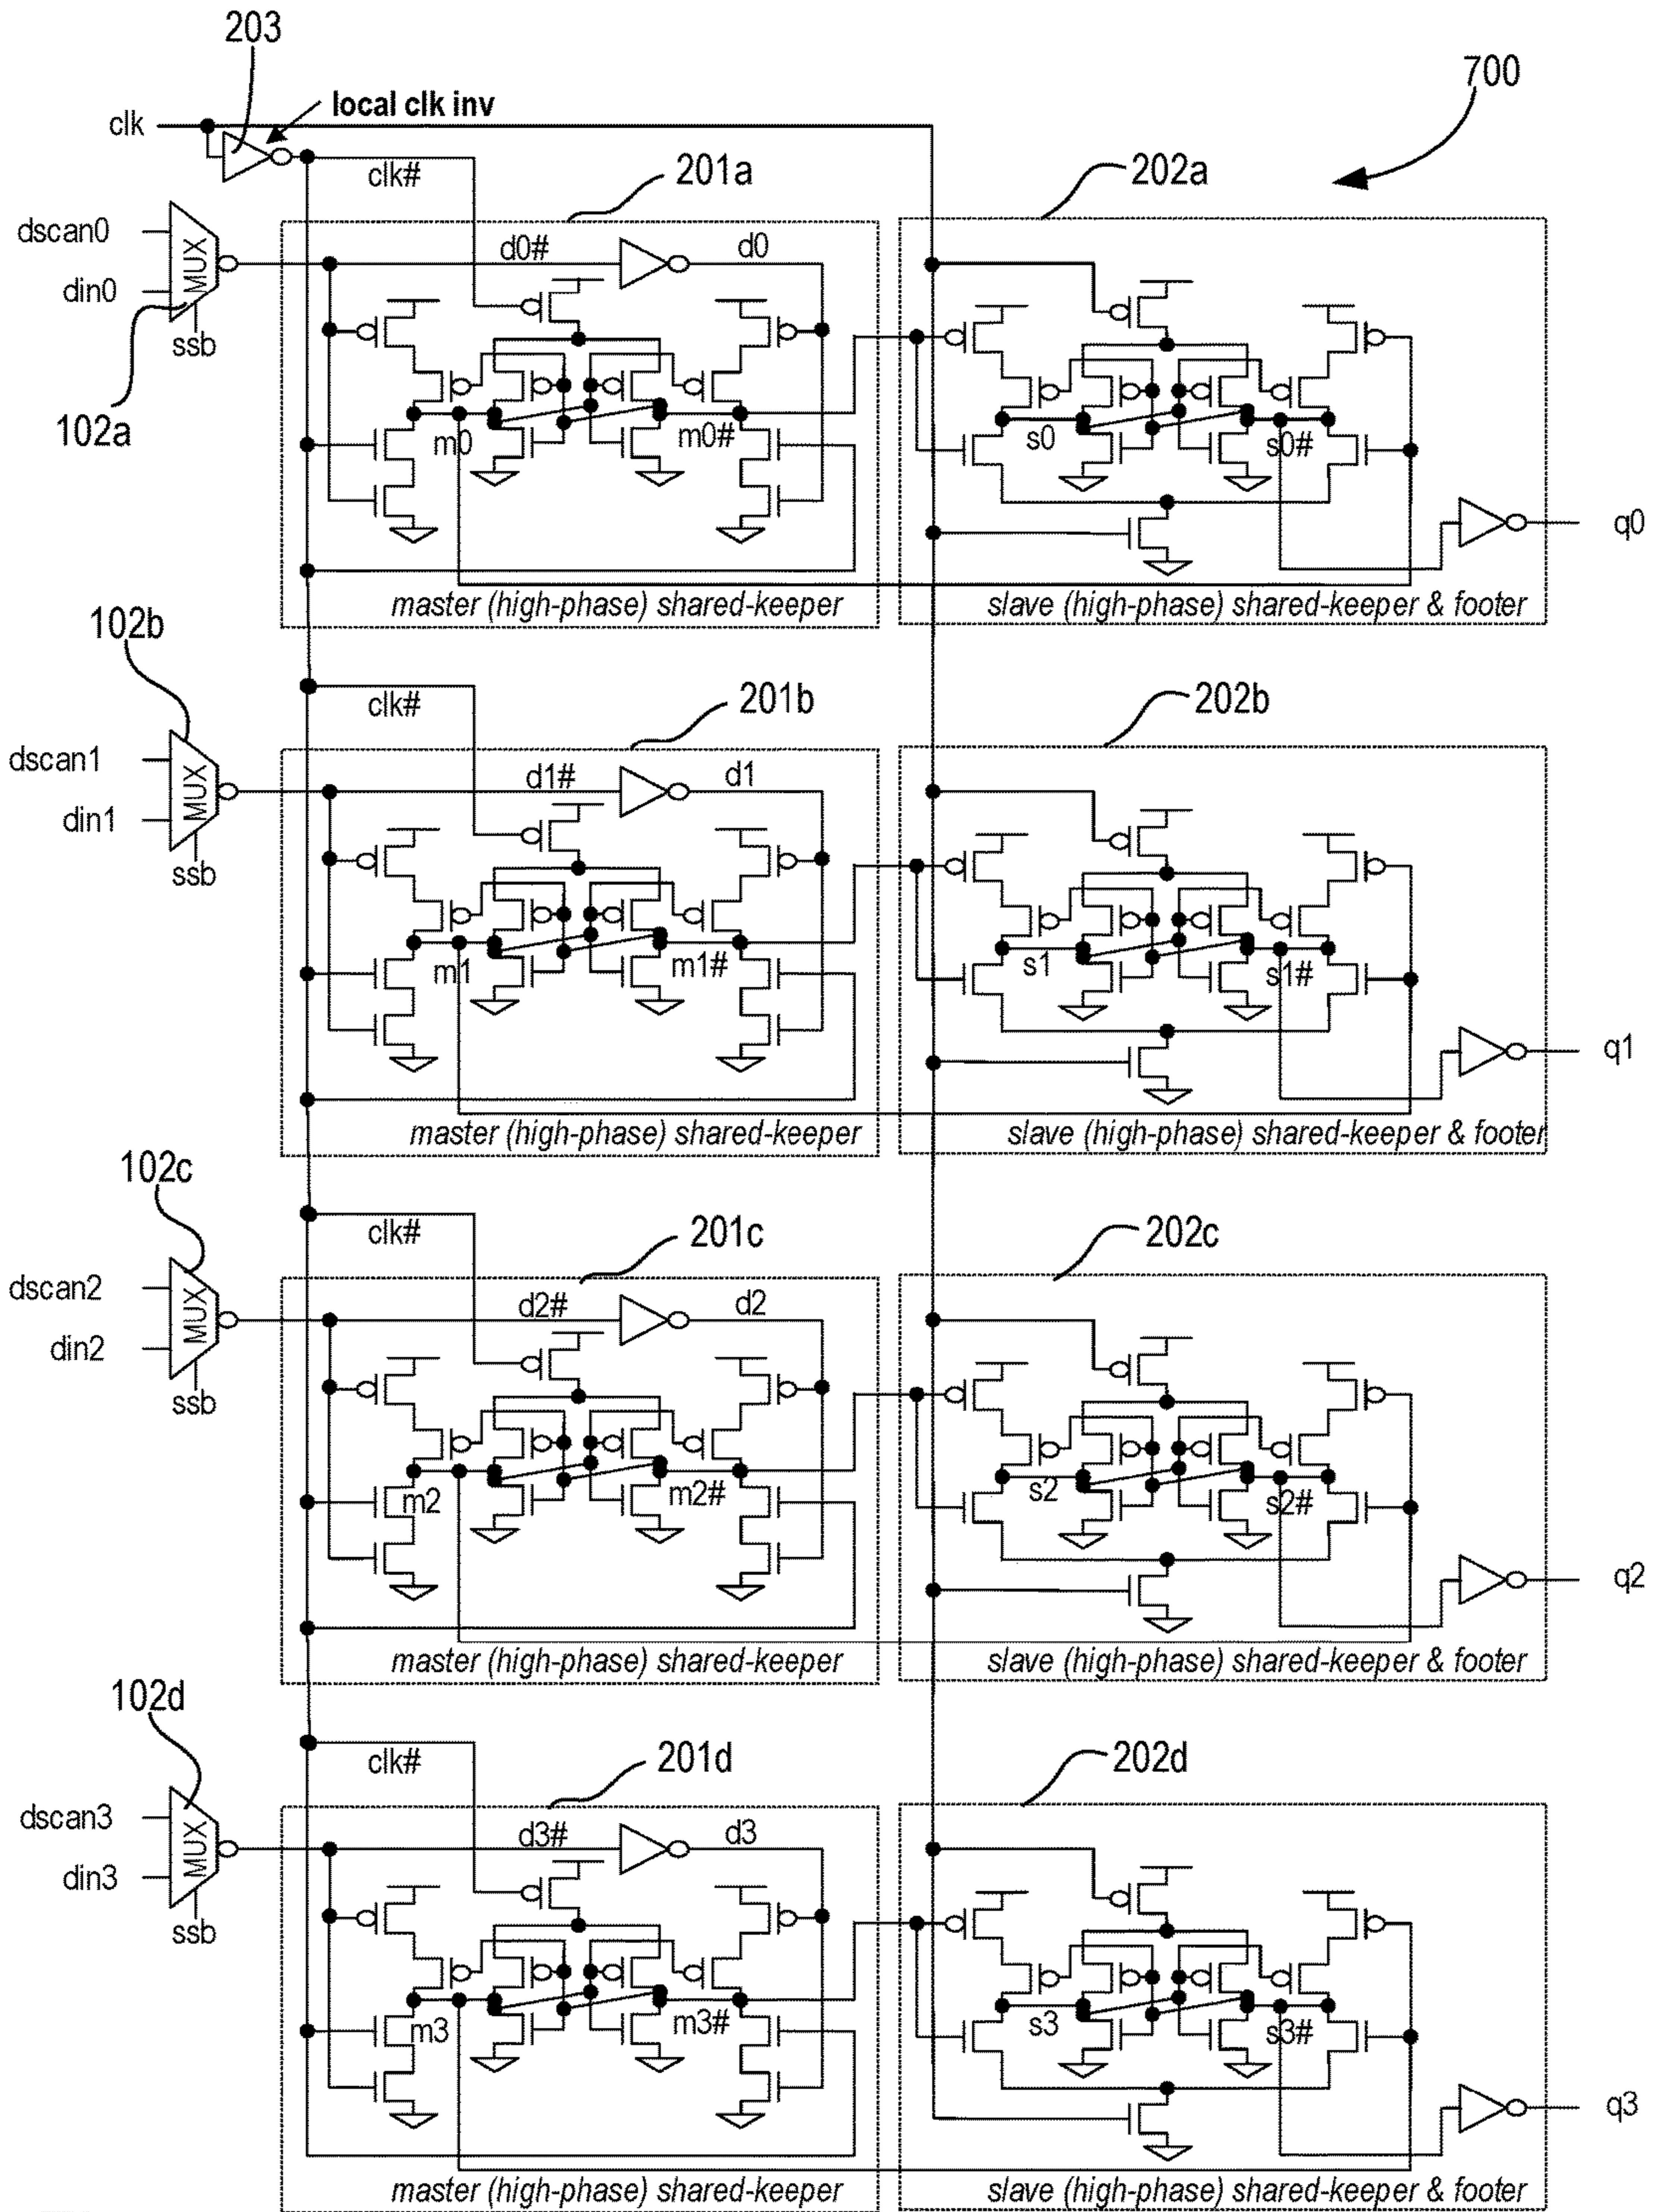 203
700
local clk inv
clk
clk#
201a
202a
dscan0
din0
MUX
ssb
102a
d0#
d0
m0
m0#
s0
s0#
q0
master (high-phase) shared-keeper
slave (high-phase) shared-keeper & footer
102b
clk#
201b
202b
dscan1
din1
MUX
ssb
d1#
d1
m1
m1#
s1
s1#
q1
master (high-phase) shared-keeper
slave (high-phase) shared-keeper & footer
102c
clk#
201c
202c
dscan2
din2
MUX
ssb
d2#
d2
m2
m2#
s2
s2#
q2
master (high-phase) shared-keeper
slave (high-phase) shared-keeper & footer
102d
clk#
201d
202d
dscan3
din3
MUX
ssb
d3#
d3
m3
m3#
s3
s3#
q3
master (high-phase) shared-keeper
slave (high-phase) shared-keeper & footer